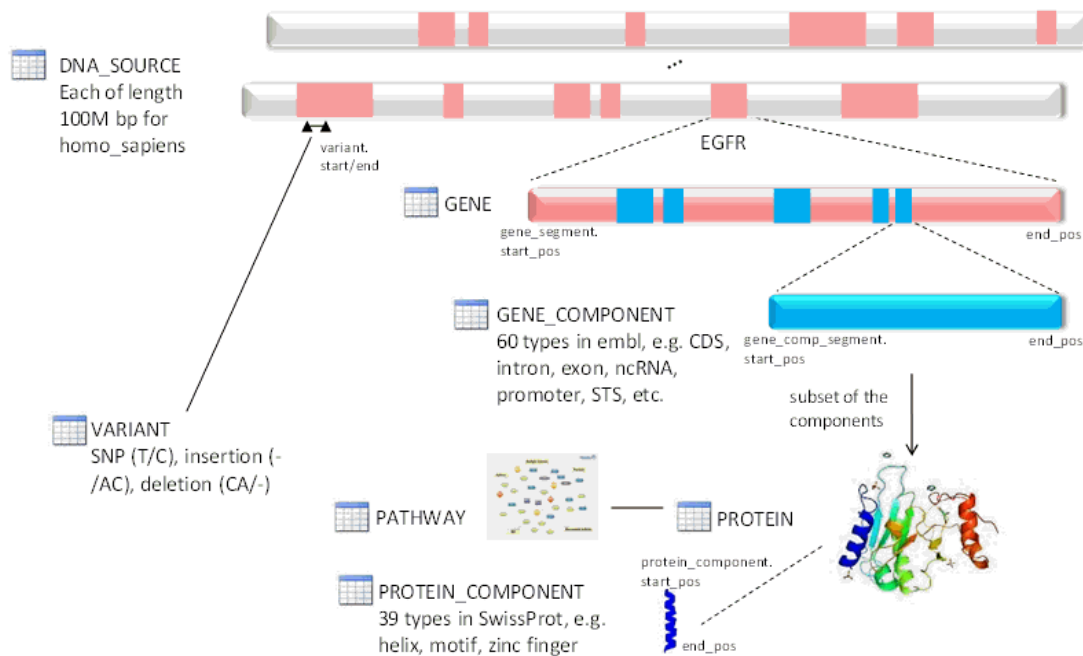 DNA_SOURCE
Each of length
100M bp for
homo_sapiens
...
variant.
start/end
EGFR
GENE
gene_segment.
start_pos
end_pos
GENE_COMPONENT
60 types in embl, e.g. CDS,
intron, exon, ncRNA,
promoter, STS, etc.
gene_comp_segment.
start_pos
end_pos
subset of the
components
VARIANT
SNP (T/C), insertion (-
/AC), deletion (CA/-)
PATHWAY
PROTEIN
protein_component.
start_pos
end_pos
PROTEIN_COMPONENT
39 types in SwissProt, e.g.
helix, motif, zinc finger